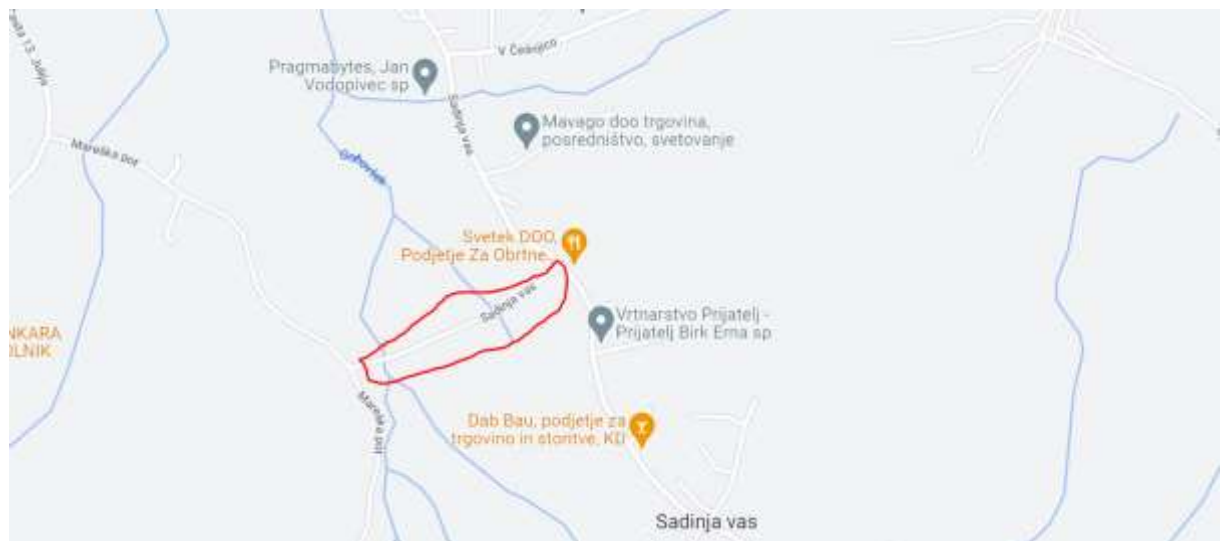 V Češnjico
Pragmabytes, Jan
Vodopivec sp
Sadinja vas
Mavago doo trgovina,
posredništvo, svetovanje
Mareška pot
Svetek DOO,
Podjetje Za Obrtne...
Sadinja vas
Vrtnarstvo Prijatelj -
Prijatelj Birk Erna sp
NKARA
OLNIK
Mareška pot
Dab Bau, podjetje za
trgovino in storitve, KD
Sadinja vas